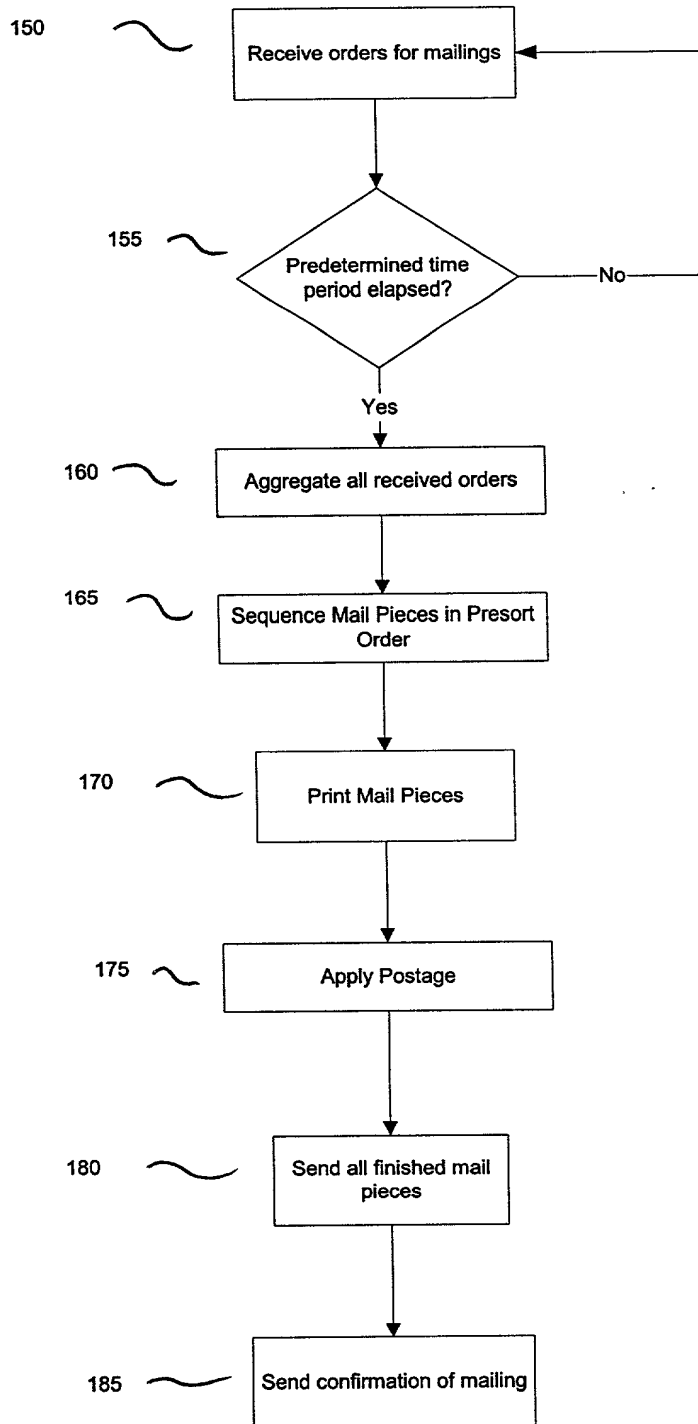 150
Receive orders for mailings
155
Predetermined time
period elapsed?
No
Yes
160
Aggregate all received orders
165
Sequence Mail Pieces in Presort
Order
170
Print Mail Pieces
175
Apply Postage
180
Send all finished mail
pieces
185
Send confirmation of mailing